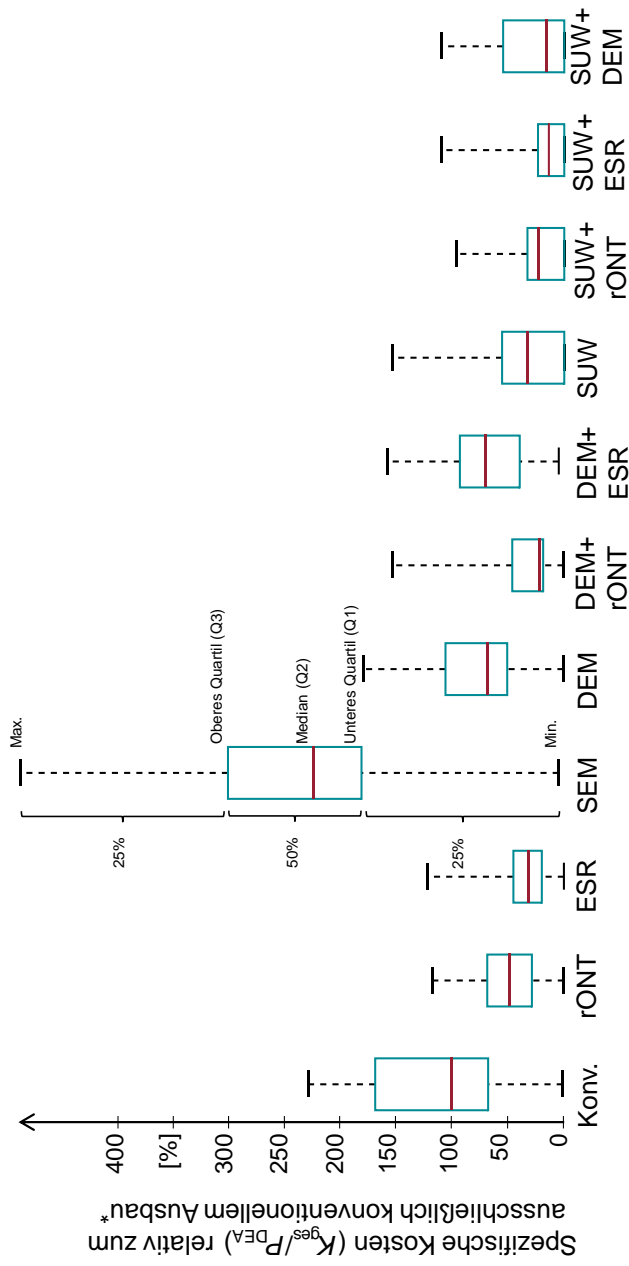 Spezifische Kosten (K_ges/P_DEA) relativ zum
ausschließlich konventionellem Ausbau*
[%]
400
300
250
200
150
100
50
0
Max.
Oberes Quartil (Q3)
Median (Q2)
Unteres Quartil (Q1)
Min.
25%
50%
25%
Konv.
rONT
ESR
SEM
DEM
DEM+
rONT
DEM+
ESR
SUW
SUW+
rONT
SUW+
ESR
SUW+
DEM